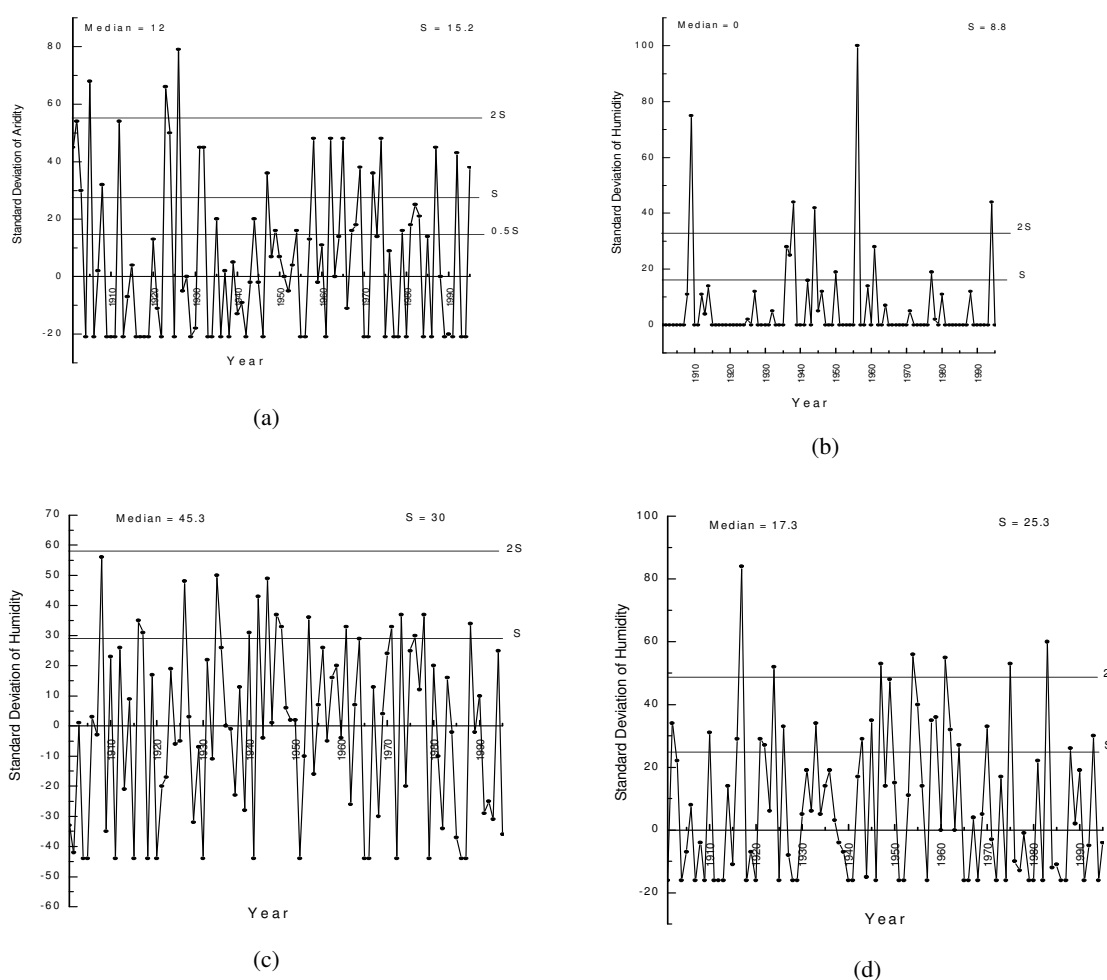 Median = 12
S = 15.2
Standard Deviation of Aridity
80
60
40
20
0
-20
2S
S
0.5S
1910
1920
1930
1940
1950
1960
1970
1980
1990
Year
(a)
Median = 0
S = 8.8
Standard Deviation of Humidity
100
80
60
40
20
0
2S
S
1910
1920
1930
1940
1950
1960
1970
1980
1990
Year
(b)
Median = 45.3
S = 30
Standard Deviation of Humidity
70
60
50
40
30
20
10
0
-10
-20
-30
-40
-50
-60
2S
S
1910
1920
1930
1940
1950
1960
1970
1980
1990
Year
(c)
Median = 17.3
S = 25.3
Standard Deviation of Humidity
100
80
60
40
20
0
-20
2
S
1910
1920
1930
1940
1950
1960
1970
1980
1990
Year
(d)